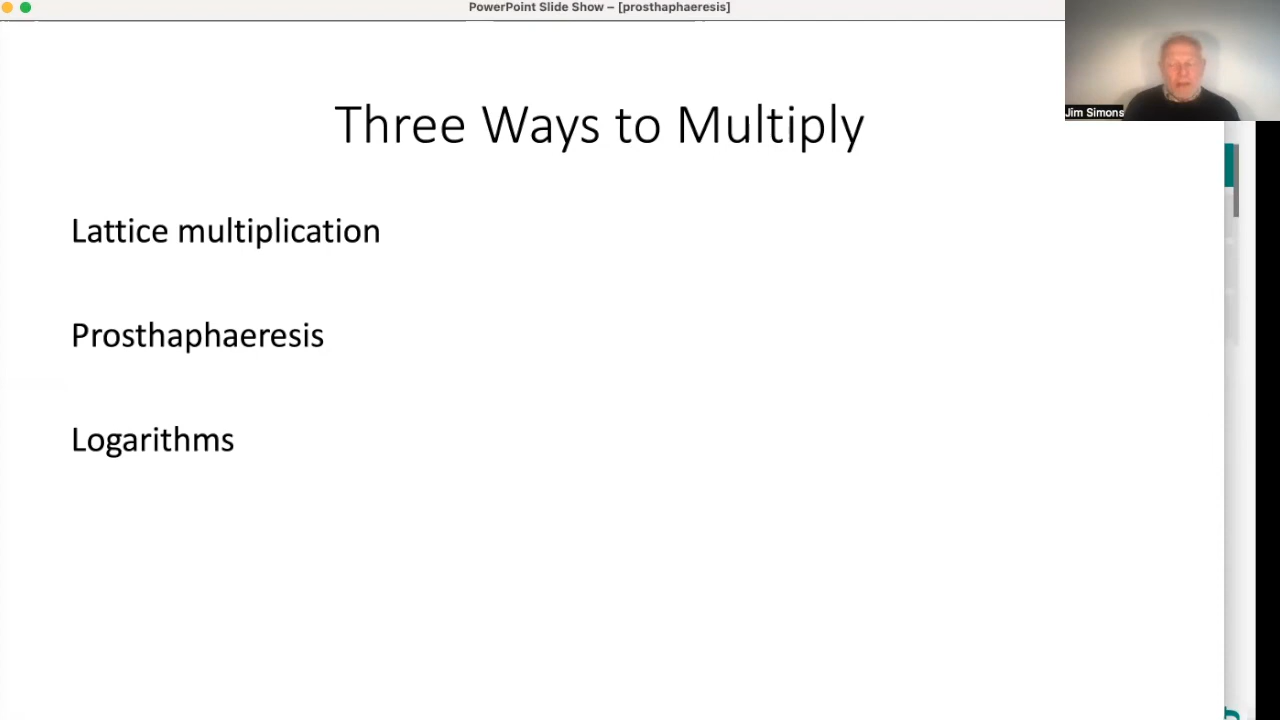 PowerPoint Slide Show – [prosthaphaeresis]
Jim Simons
Three Ways to Multiply
Lattice multiplication
Prosthaphaeresis
Logarithms